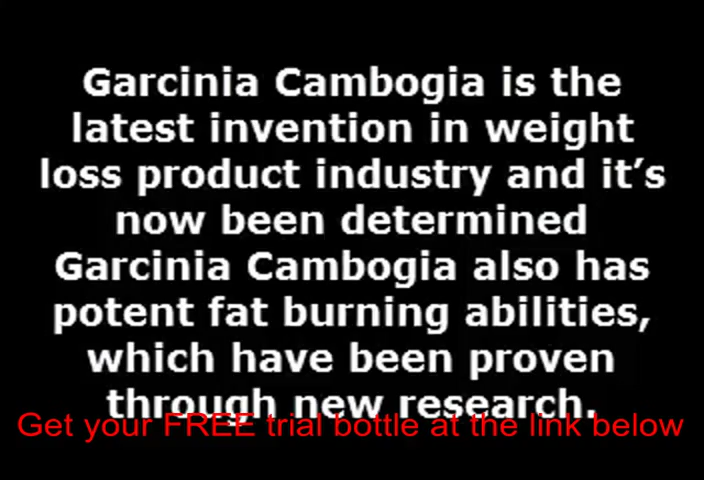 Garcinia Cambogia is the
latest invention in weight
loss product industry and it’s
now been determined
Garcinia Cambogia also has
potent fat burning abilities,
which have been proven
through new research.
Get your FREE trial bottle at the link below